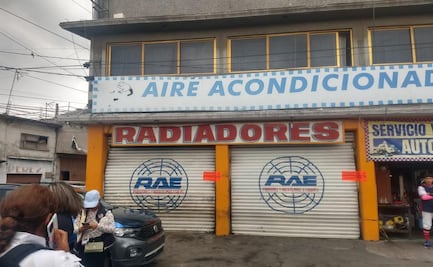 AIRE ACONDICIONAD
RADIADORES
SERVICIO
AUTO
RAE
RAE